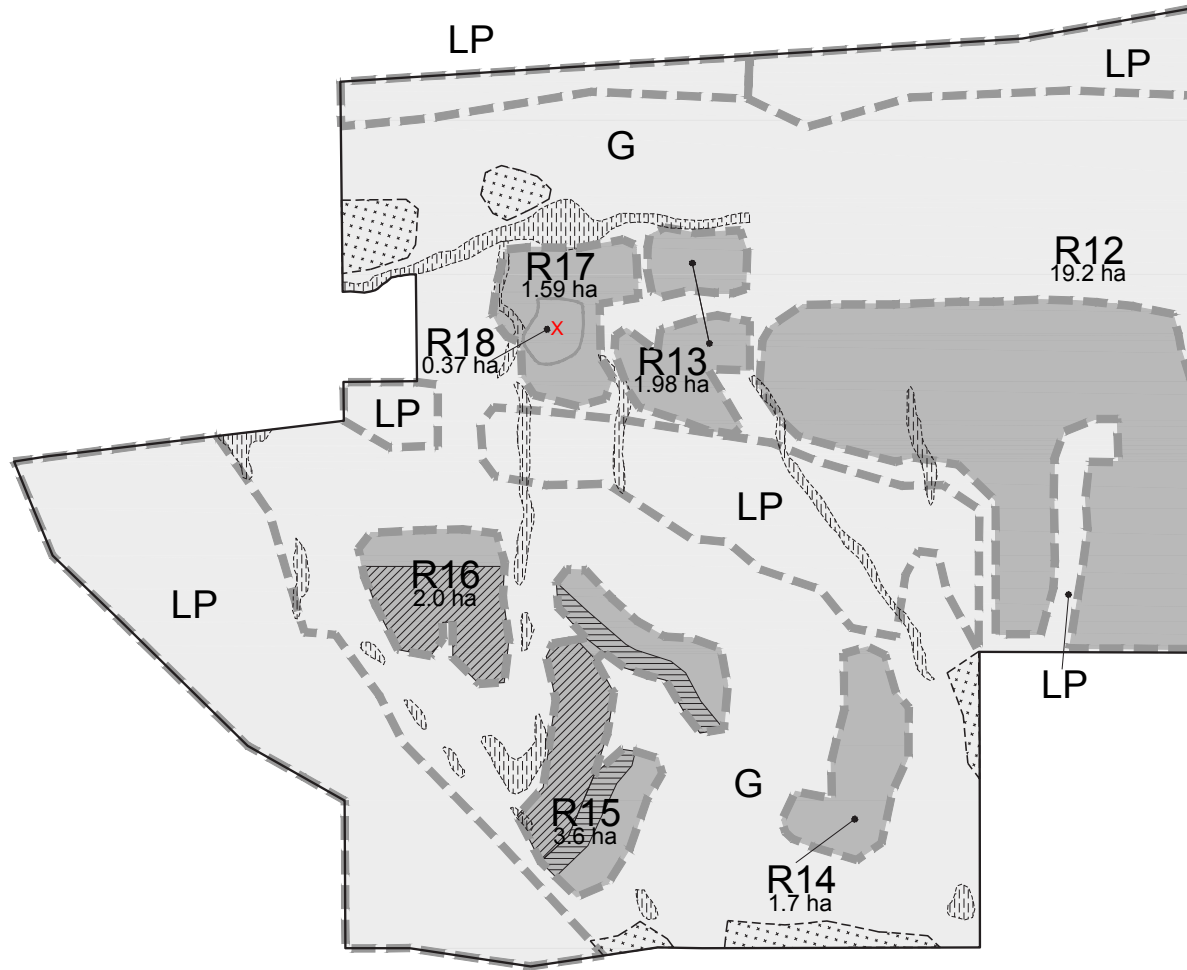 LP
LP
G
R12
19.2 ha
R17
1.59 ha
X
R18
0.37 ha
R13
1.98 ha
LP
LP
R16
2.0 ha
LP
LP
G
R15
3.6 ha
R14
1.7 ha